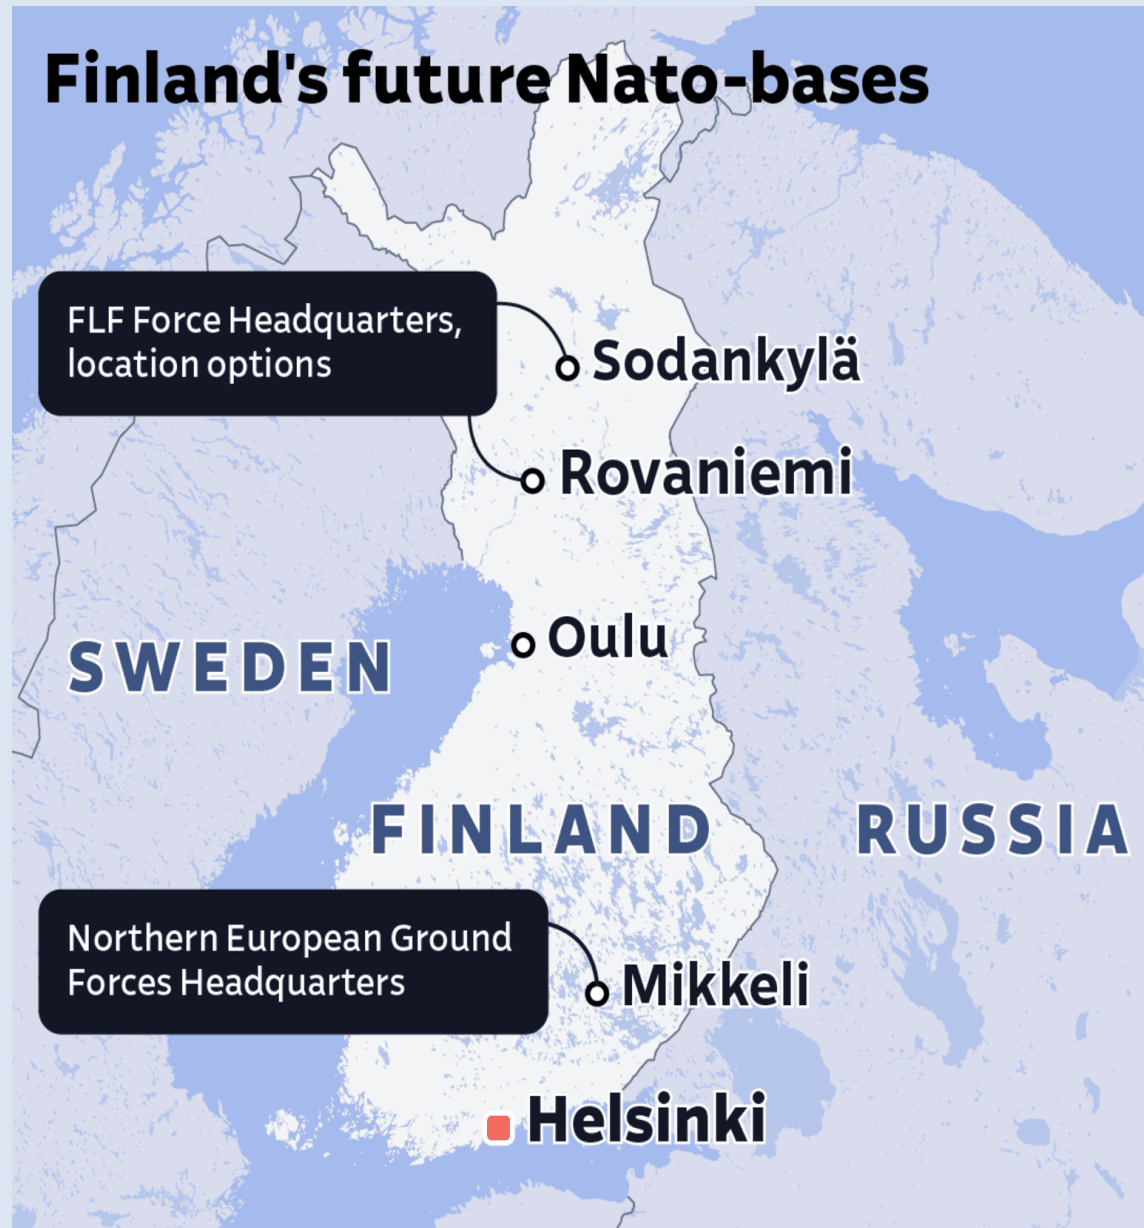 Finland's future Nato-bases
FLF Force Headquarters,
location options
Sodankylä
Rovaniemi
Oulu
SWEDEN
FINLAND
RUSSIA
Northern European Ground
Forces Headquarters
Mikkeli
Helsinki